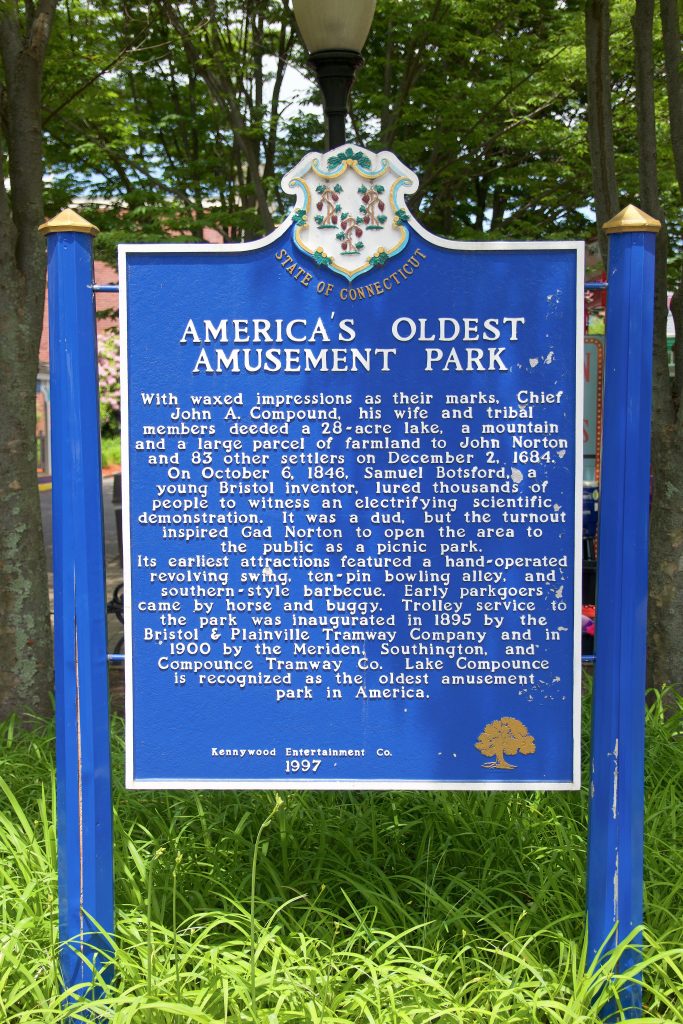 STATE OF CONNECTICUT
AMERICA'S OLDEST
AMUSEMENT PARK
With waxed impressions as their marks, Chief
John A. Compound, his wife and tribal
members deeded a 28-acre lake, a mountain
and a large parcel of farmland to John Norton
and 83 other settlers on December 2, 1684.
On October 6, 1846, Samuel Botsford, a
young Bristol inventor, lured thousands of
people to witness an electrifying scientific
demonstration. It was a dud, but the turnout
inspired Gad Norton to open the area to
the public as a picnic park.
Its earliest attractions featured a hand-operated
revolving swing, ten-pin bowling alley, and
southern-style barbecue. Early parkgoers
came by horse and buggy. Trolley service to
the park was inaugurated in 1895 by the
Bristol & Plainville Tramway Company and in
1900 by the Meriden, Southington, and
Compounce Tramway Co. Lake Compounce
is recognized as the oldest amusement
park in America.
Kennywood Entertainment Co.
1997